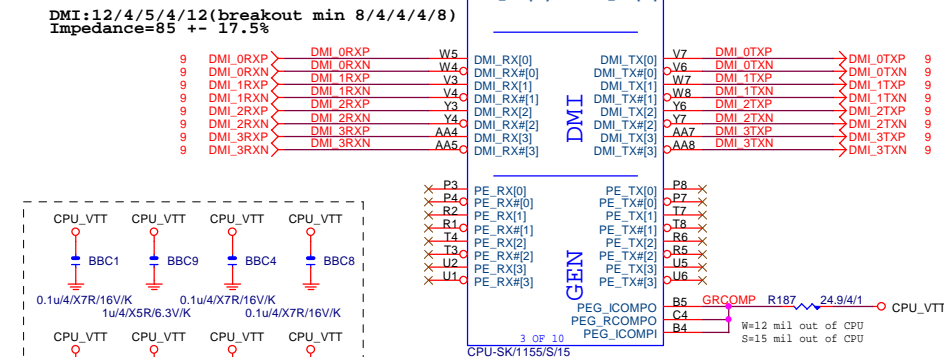 DMI:12/4/5/4/12(breakout min 8/4/4/4/8)
Impedance=85 +- 17.5%
9 DMI_0RXP DMI_0RXP W5 DMI_RX[0] DMI_TX[0] V7 DMI_0TXP DMI_0TXP 9
9 DMI_0RXN DMI_0RXN W4 DMI_RX#[0] DMI_TX#[0] V6 DMI_0TXN DMI_0TXN 9
9 DMI_1RXP DMI_1RXP V3 DMI_RX[1] DMI_TX[1] W7 DMI_1TXP DMI_1TXP 9
9 DMI_1RXN DMI_1RXN V4 DMI_RX#[1] DMI_TX#[1] W8 DMI_1TXN DMI_1TXN 9
9 DMI_2RXP DMI_2RXP Y3 DMI_RX[2] DMI_TX[2] Y6 DMI_2TXP DMI_2TXP 9
9 DMI_2RXN DMI_2RXN Y4 DMI_RX#[2] DMI_TX#[2] Y7 DMI_2TXN DMI_2TXN 9
9 DMI_3RXP DMI_3RXP AA4 DMI_RX[3] DMI_TX[3] AA7 DMI_3TXP DMI_3TXP 9
9 DMI_3RXN DMI_3RXN AA5 DMI_RX#[3] DMI_TX#[3] AA8 DMI_3TXN DMI_3TXN 9
DMI
P3 PE_RX[0] PE_TX[0] P8
P4 PE_RX#[0] PE_TX#[0] P7
R2 PE_RX[1] PE_TX[1] T7
R1 PE_RX#[1] PE_TX#[1] T8
T4 PE_RX[2] PE_TX[2] R6
T3 PE_RX#[2] PE_TX#[2] R5
U2 PE_RX[3] PE_TX[3] U5
U1 PE_RX#[3] PE_TX#[3] U6
GEN
PEG_ICOMPO B5 GRCOMP R187 24.9/4/1 CPU_VTT
PEG_RCOMPO C4
PEG_ICOMPI B4
W=12 mil out of CPU
S=15 mil out of CPU
3 OF 10
CPU-SK/1155/S/15
CPU_VTT CPU_VTT CPU_VTT CPU_VTT
BBC1 BBC9 BBC4 BBC8
0.1u/4/X7R/16V/K 0.1u/4/X7R/16V/K
1u/4/X5R/6.3V/K 0.1u/4/X7R/16V/K
CPU_VTT CPU_VTT CPU_VTT CPU_VTT